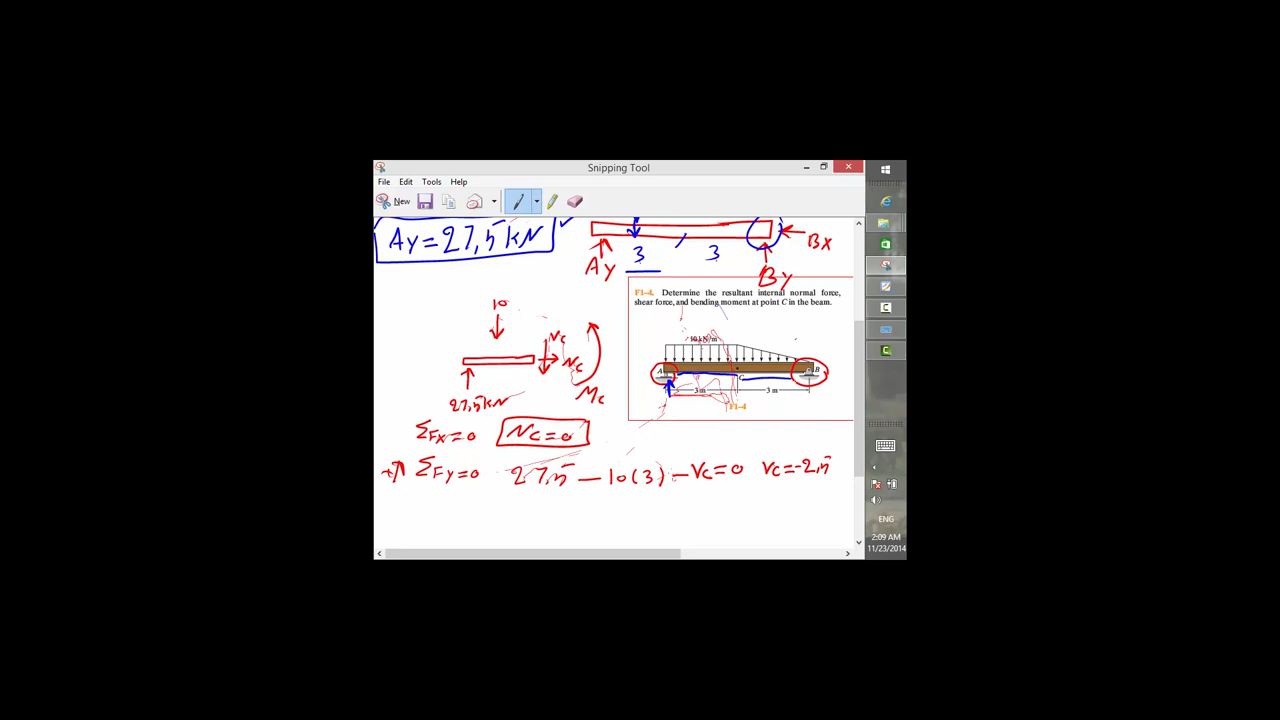 Snipping Tool
File Edit Tools Help
New
Ay = 27,5 kN
3 3
Ay
By
Bx
F1–4. Determine the resultant internal normal force,
shear force, and bending moment at point C in the beam.
10 kN/m
A
B
C
3 m 3 m
F1–4
10
Vc
Nc
Mc
27,5 kN
ΣFx=0 Nc=0
+↑ ΣFy=0 27,5 – 10(3) – Vc=0 Vc=-2,5
ENG
2:09 AM
11/23/2014